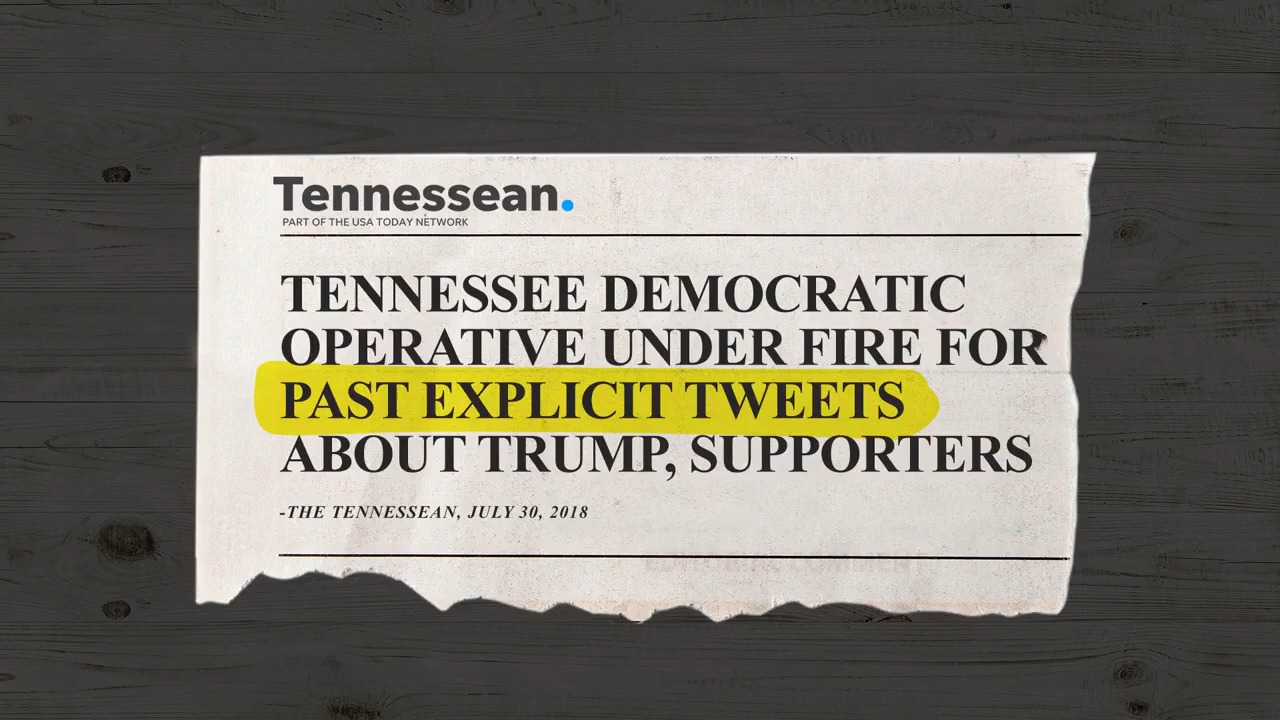 Tennessean.
PART OF THE USA TODAY NETWORK
TENNESSEE DEMOCRATIC
OPERATIVE UNDER FIRE FOR
PAST EXPLICIT TWEETS
ABOUT TRUMP, SUPPORTERS
-THE TENNESSEAN, JULY 30, 2018